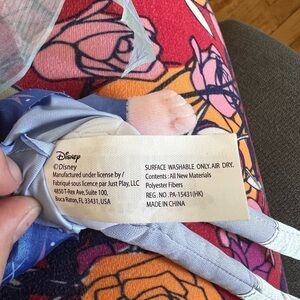 Disney
©Disney
Manufactured under license by /
Fabriqué sous licence par Just Play, LLC
4850 T-Rex Ave, Suite 100,
Boca Raton, FL 33431, USA
SURFACE WASHABLE ONLY. AIR DRY.
Contents: All New Materials
Polyester Fibers
REG. NO: PA-15431(HK)
MADE IN CHINA